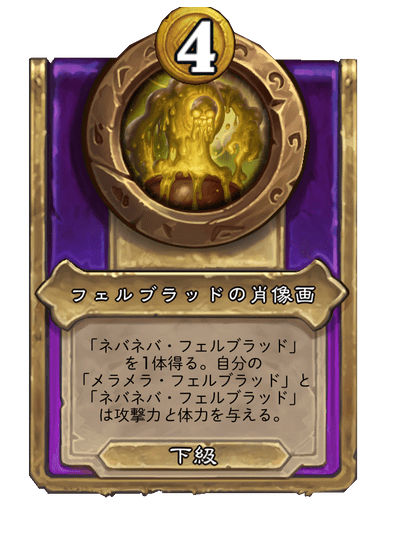 4
フェルブラッドの肖像画
「ネバネバ・フェルブラッド」
を1体得る。自分の
「メラメラ・フェルブラッド」と
「ネバネバ・フェルブラッド」
は攻撃力と体力を与える。
下級